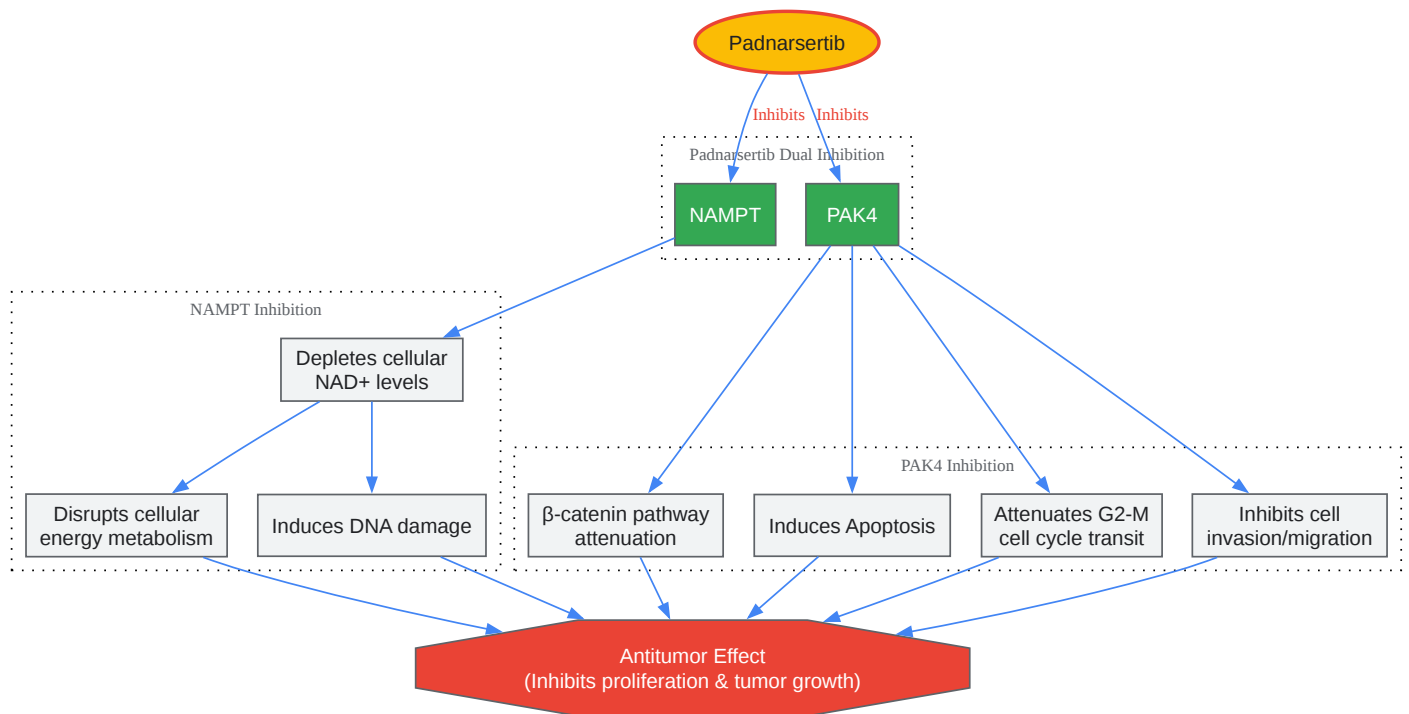 Padnarsertib
Inhibits Inhibits
Padnarsertib Dual Inhibition
NAMPT
PAK4
NAMPT Inhibition
Depletes cellular
NAD+ levels
PAK4 Inhibition
Disrupts cellular
energy metabolism
Induces DNA damage
β-catenin pathway
attenuation
Induces Apoptosis
Attenuates G2-M
cell cycle transit
Inhibits cell
invasion/migration
Antitumor Effect
(Inhibits proliferation & tumor growth)